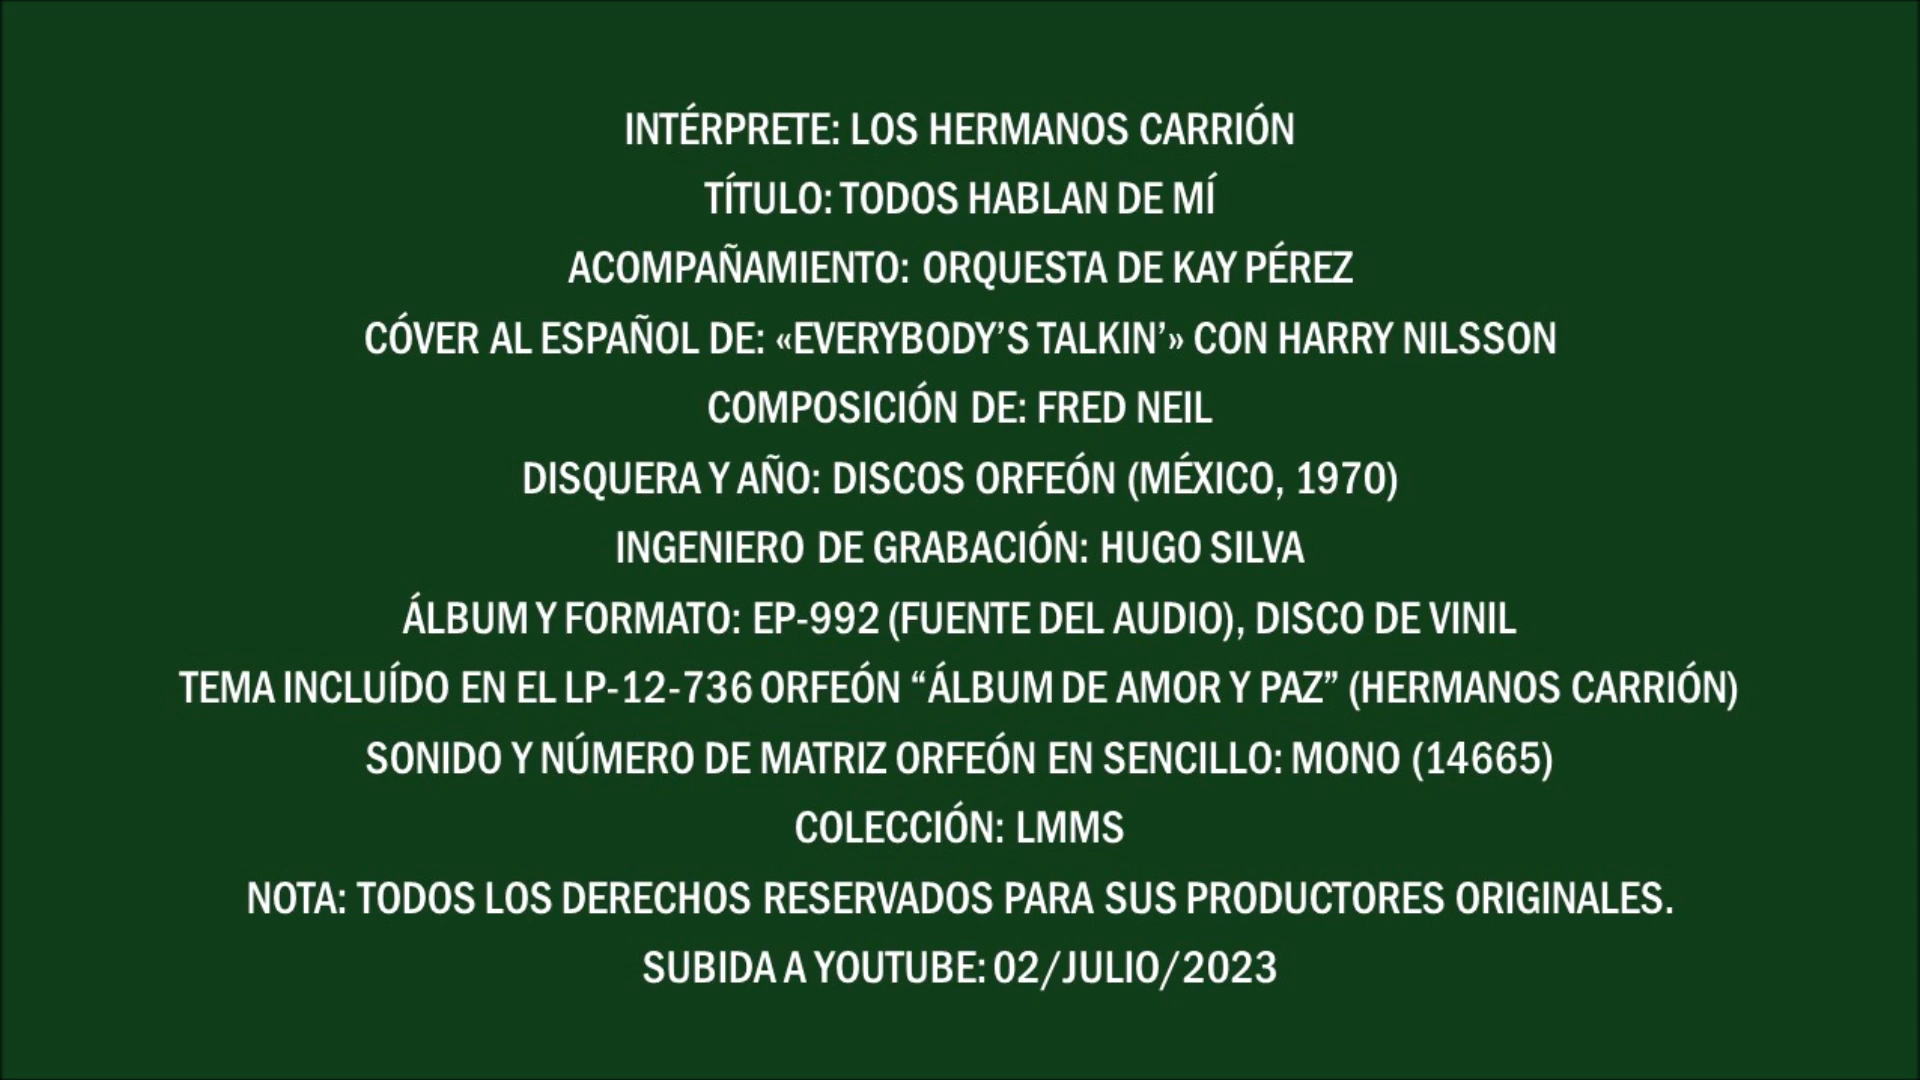 INTÉRPRETE: LOS HERMANOS CARRIÓN
TÍTULO: TODOS HABLAN DE MÍ
ACOMPAÑAMIENTO: ORQUESTA DE KAY PÉREZ
CÓVER AL ESPAÑOL DE: «EVERYBODY’S TALKIN’» CON HARRY NILSSON
COMPOSICIÓN DE: FRED NEIL
DISQUERA Y AÑO: DISCOS ORFEÓN (MÉXICO, 1970)
INGENIERO DE GRABACIÓN: HUGO SILVA
ÁLBUM Y FORMATO: EP-992 (FUENTE DEL AUDIO), DISCO DE VINIL
TEMA INCLUÍDO EN EL LP-12-736 ORFEÓN “ÁLBUM DE AMOR Y PAZ” (HERMANOS CARRIÓN)
SONIDO Y NÚMERO DE MATRIZ ORFEÓN EN SENCILLO: MONO (14665)
COLECCIÓN: LMMS
NOTA: TODOS LOS DERECHOS RESERVADOS PARA SUS PRODUCTORES ORIGINALES.
SUBIDA A YOUTUBE: 02/JULIO/2023